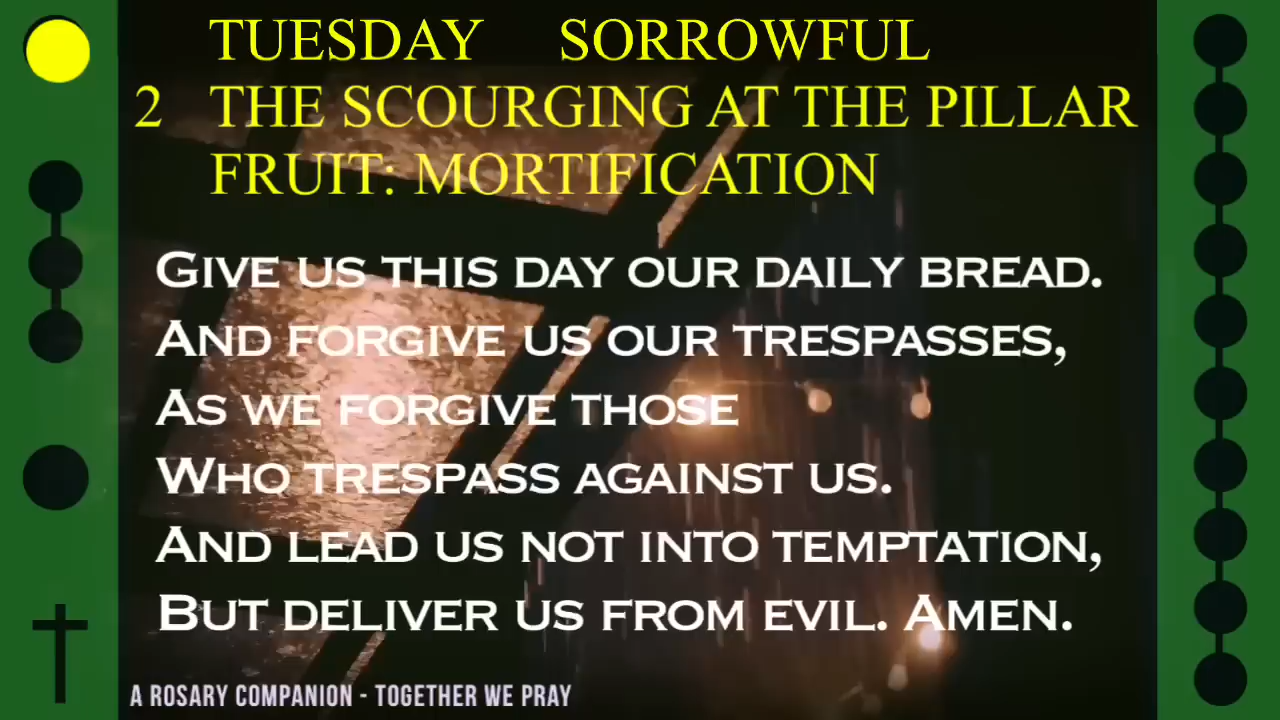 TUESDAY SORROWFUL
2 THE SCOURGING AT THE PILLAR
FRUIT: MORTIFICATION
GIVE US THIS DAY OUR DAILY BREAD.
AND FORGIVE US OUR TRESPASSES,
AS WE FORGIVE THOSE
WHO TRESPASS AGAINST US.
AND LEAD US NOT INTO TEMPTATION,
BUT DELIVER US FROM EVIL. AMEN.
A ROSARY COMPANION - TOGETHER WE PRAY